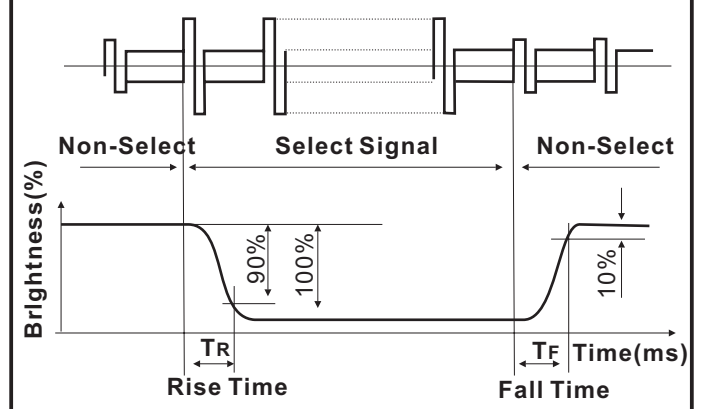 Non-Select Select Signal Non-Select
BrIghtness(%)
90%
100%
10%
TR TF Time(ms)
Rise Time Fall Time